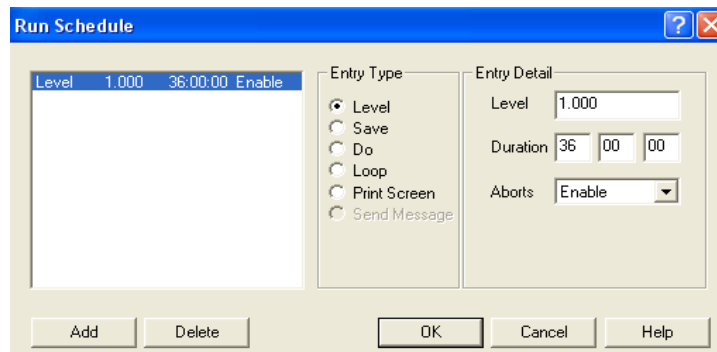 Run Schedule
Level 1.000 36:00:00 Enable
Entry Type
Level
Save
Do
Loop
Print Screen
Send Message
Entry Detail
Level 1.000
Duration 36 00 00
Aborts Enable
Add Delete OK Cancel Help